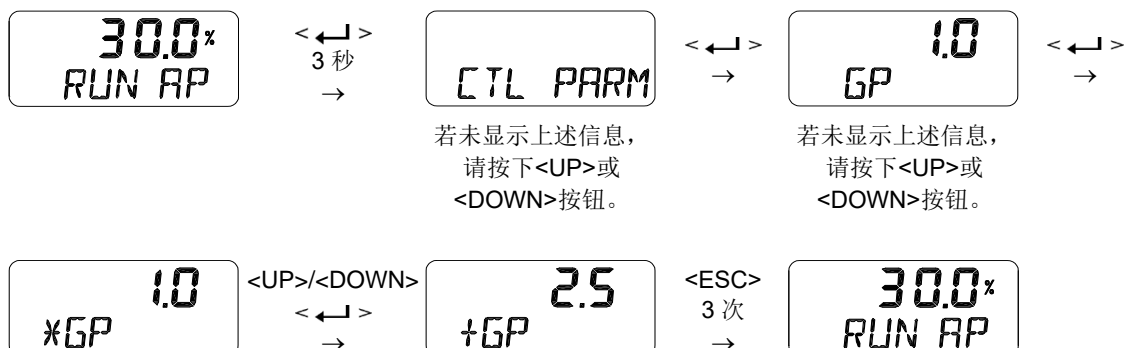 30.0%
RUN AP
< ↵ >
3 秒
→
CTL PARM
若未显示上述信息，
请按下<UP>或
<DOWN>按钮。
< ↵ >
→
1.0
GP
若未显示上述信息，
请按下<UP>或
<DOWN>按钮。
< ↵ >
→
1.0
*GP
<UP>/<DOWN>
< ↵ >
→
2.5
+GP
<ESC>
3 次
→
30.0%
RUN AP